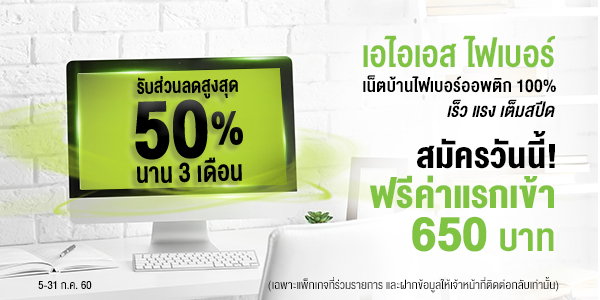 รับส่วนลดสูงสุด
50%
นาน 3 เดือน
เอไอเอส ไฟเบอร์
เน็ตบ้านไฟเบอร์ออพติก 100%
เร็ว แรง เต็มสปีด
สมัครวันนี้!
ฟรีค่าแรกเข้า
650 บาท
5-31 ก.ค. 60
(เฉพาะแพ็กเกจที่ร่วมรายการ และฝากข้อมูลให้เจ้าหน้าที่ติดต่อกลับเท่านั้น)